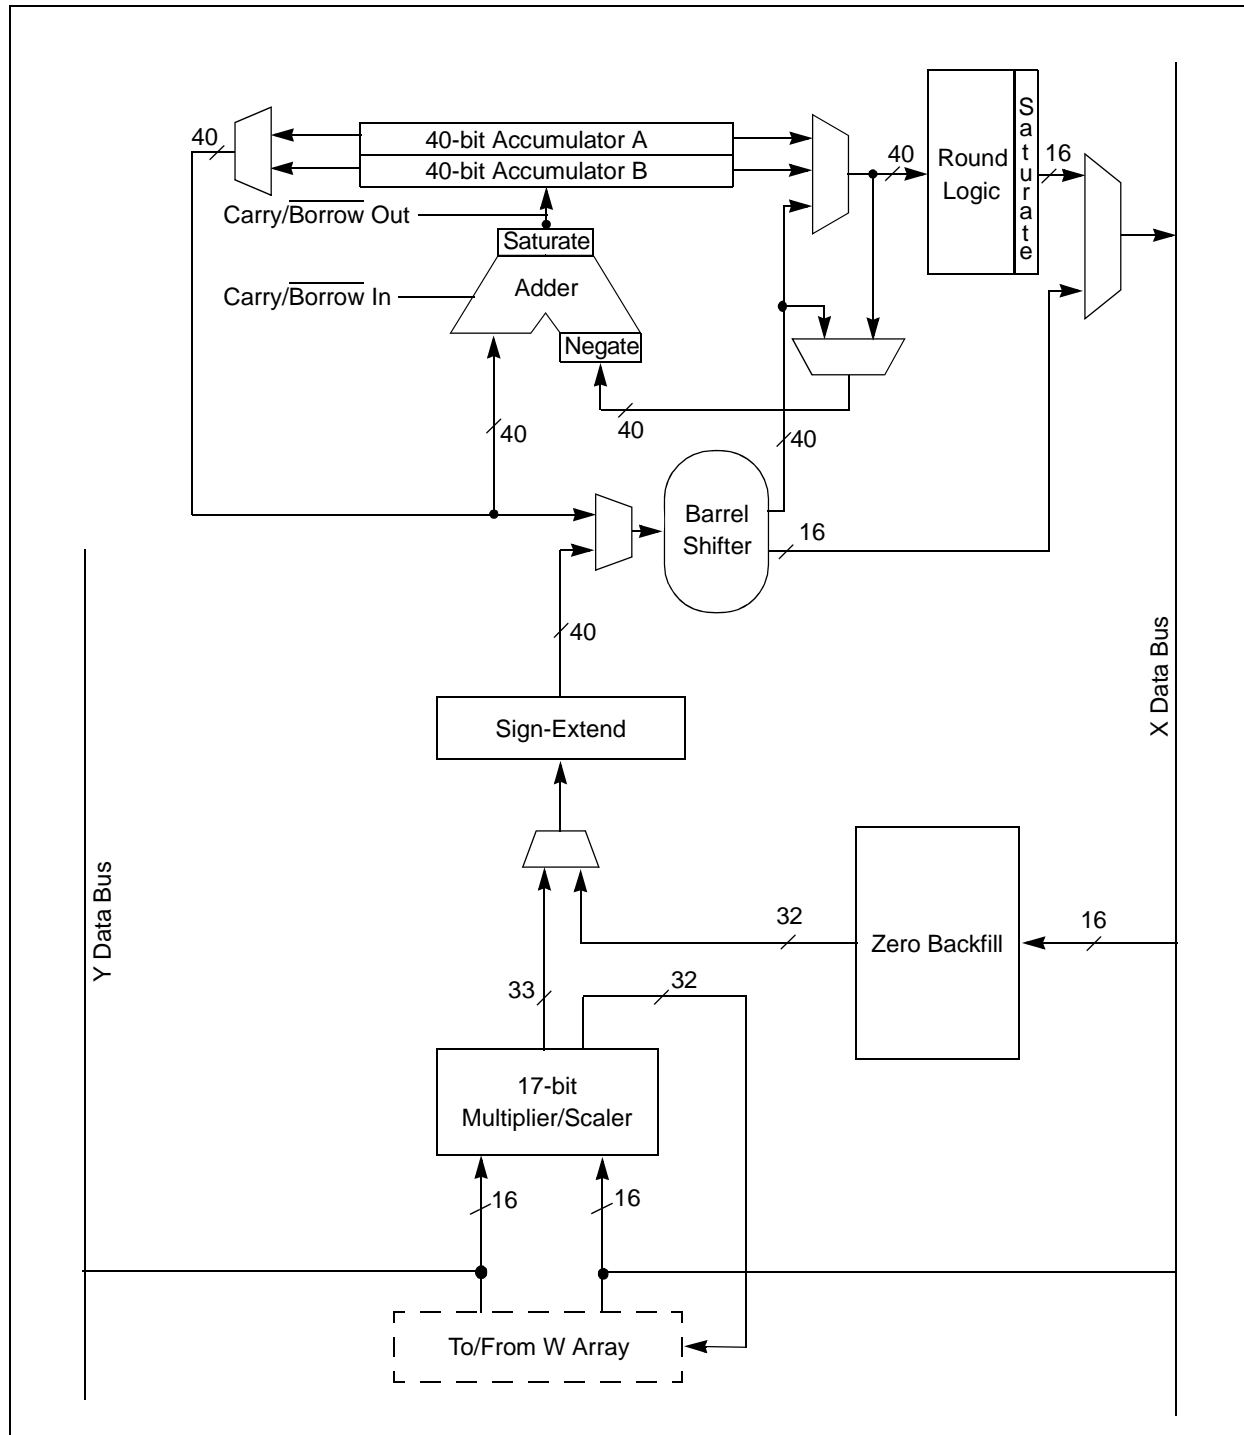 40
40-bit Accumulator A
40-bit Accumulator B
Carry/Borrow Out
Saturate
Carry/Borrow In
Adder
Negate
40
Round
Logic
Saturate
16
40
40
40
Barrel
Shifter
16
40
Sign-Extend
X Data Bus
Y Data Bus
32
Zero Backfill
16
33
32
17-bit
Multiplier/Scaler
16
16
To/From W Array